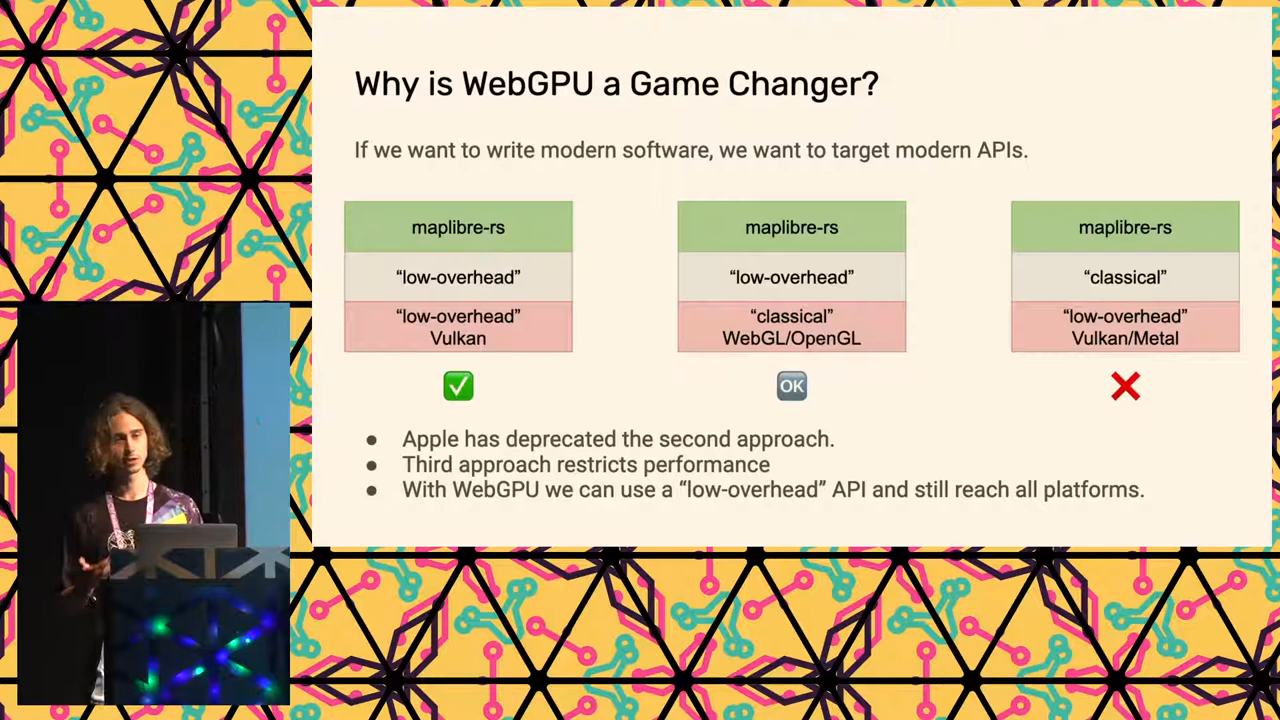 Why is WebGPU a Game Changer?
If we want to write modern software, we want to target modern APIs.
maplibre-rs
“low-overhead”
“low-overhead”
Vulkan
maplibre-rs
“low-overhead”
“classical”
WebGL/OpenGL
OK
maplibre-rs
“classical”
“low-overhead”
Vulkan/Metal
● Apple has deprecated the second approach.
● Third approach restricts performance
● With WebGPU we can use a “low-overhead” API and still reach all platforms.